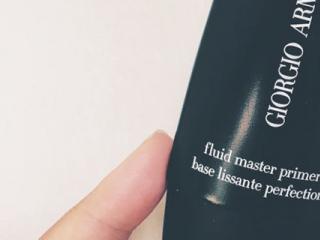 GIORGIO ARM
fluid master primer
base lissante perfection